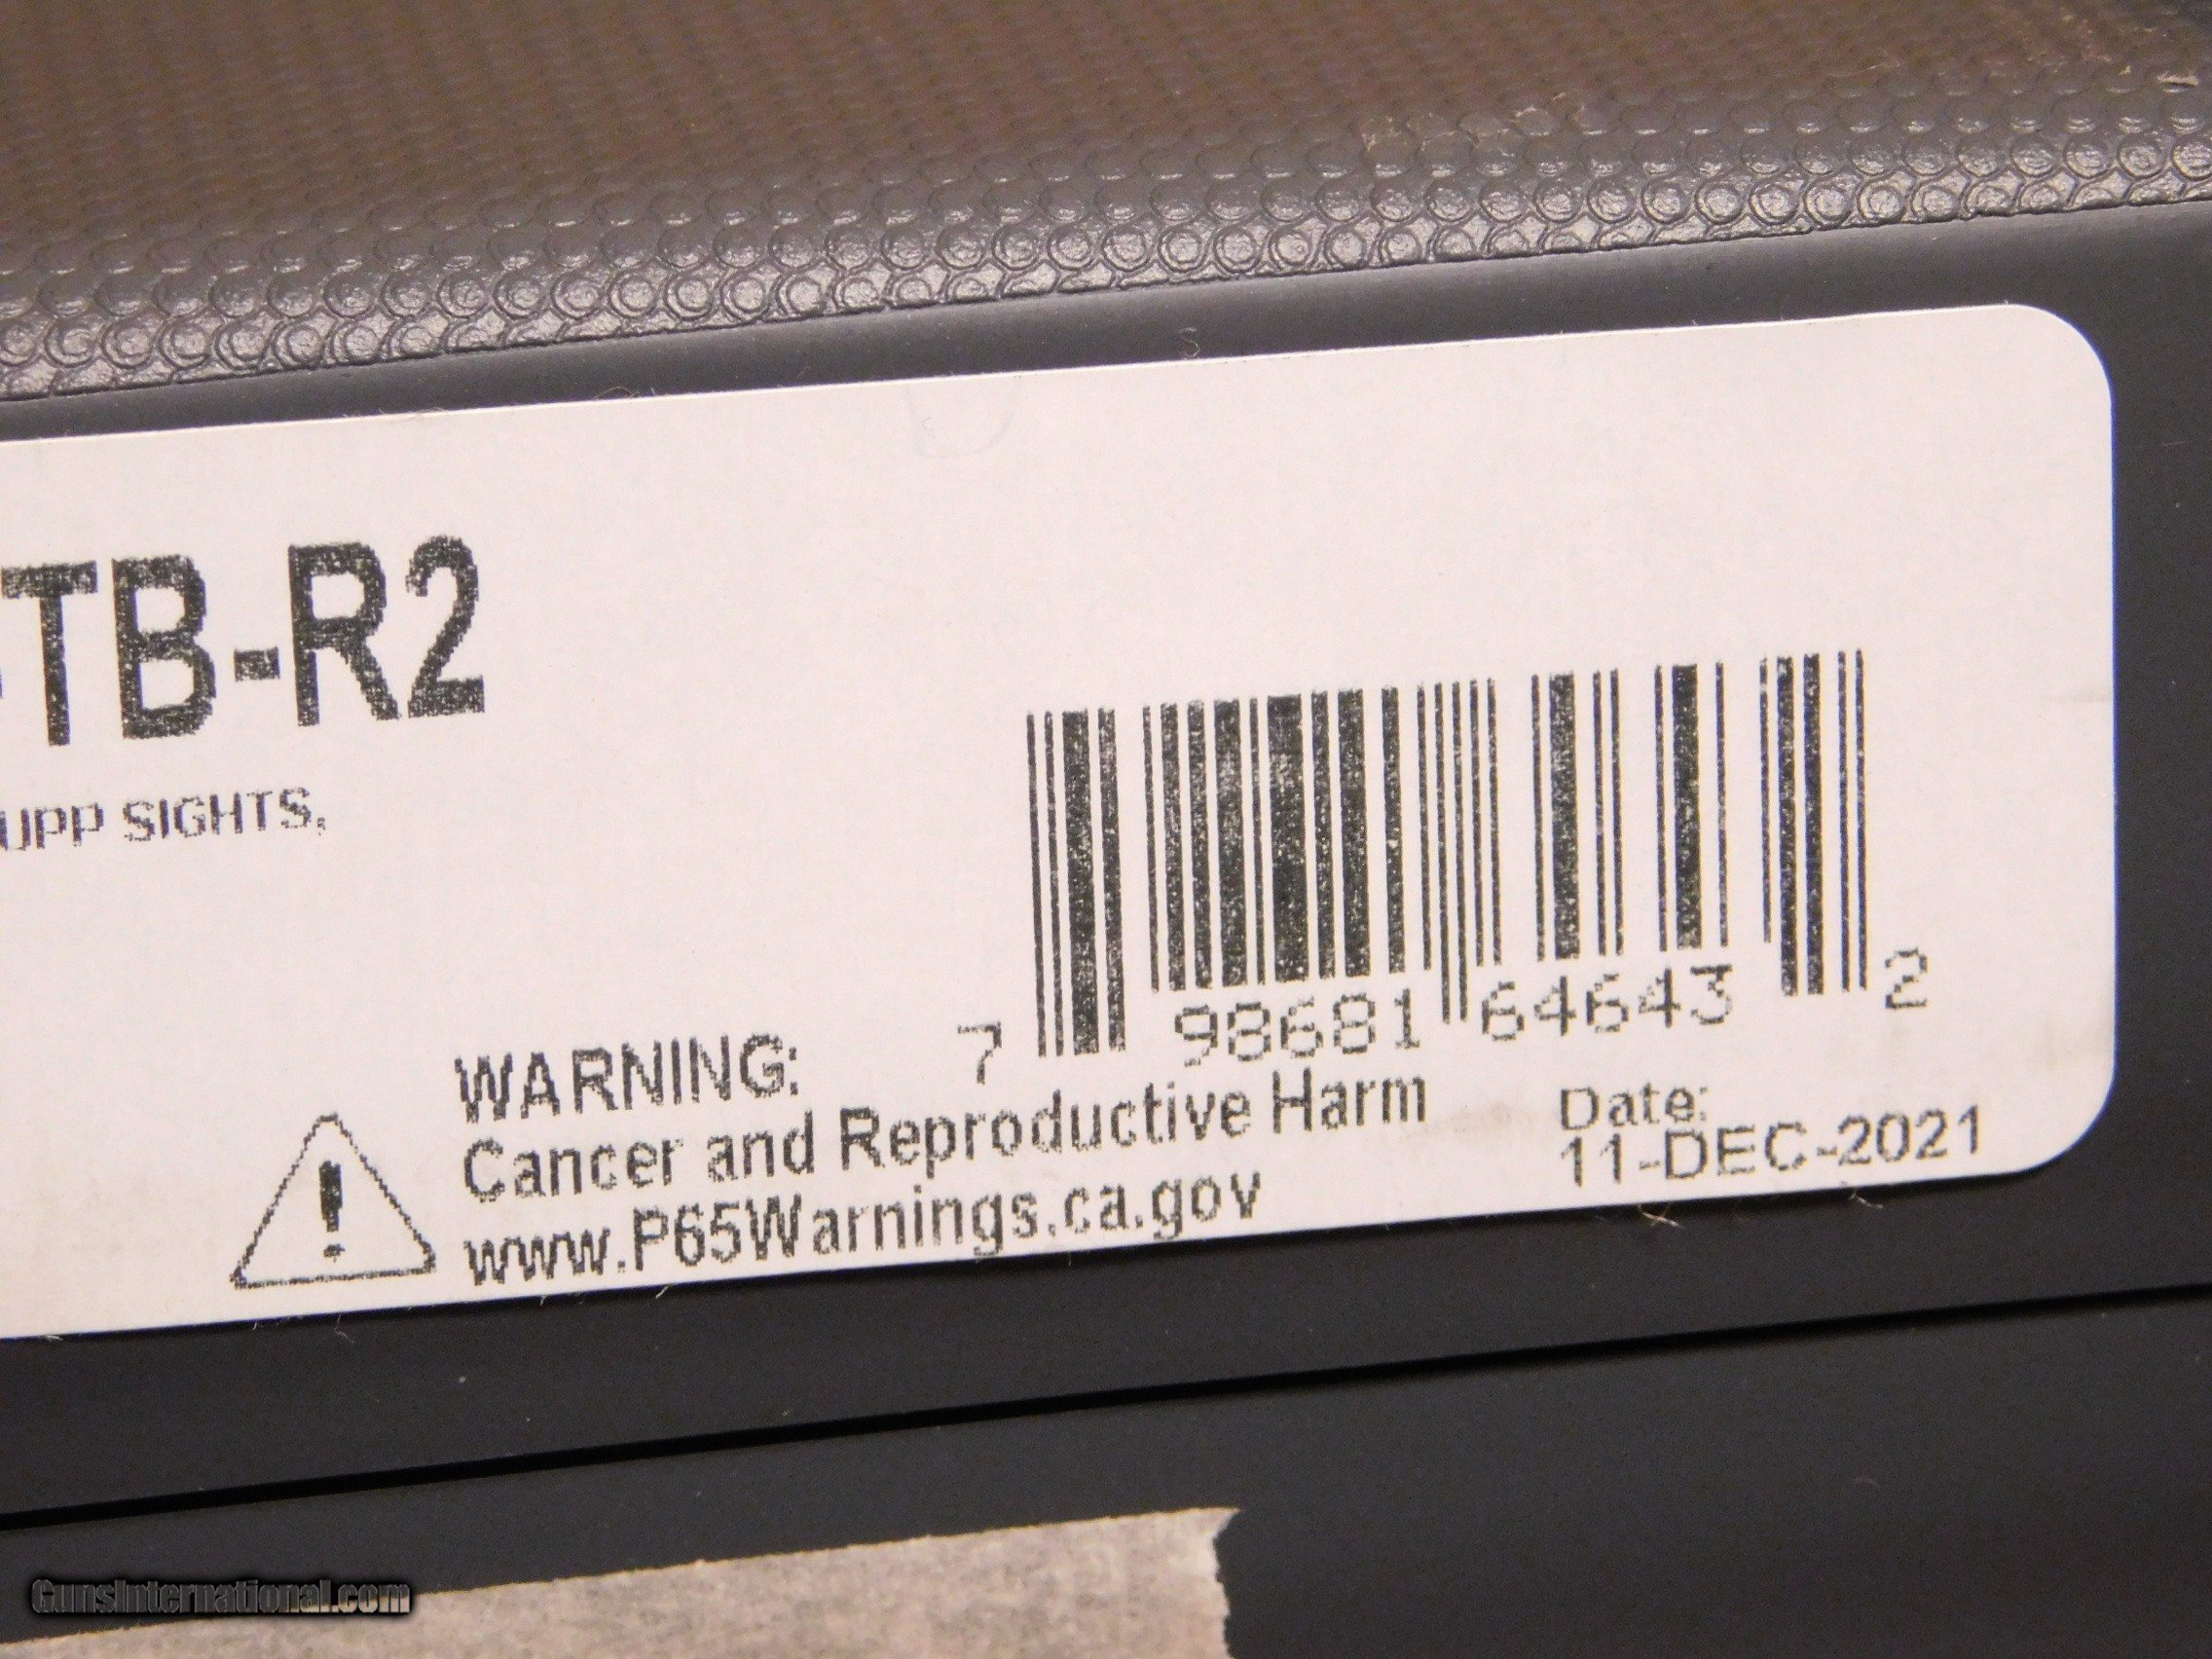 -TB-R2
UPP SIGHTS,
7 98681 64643 2
WARNING:
Cancer and Reproductive Harm
www.P65Warnings.ca.gov
Date:
11-DEC-2021
GunsInternational.com